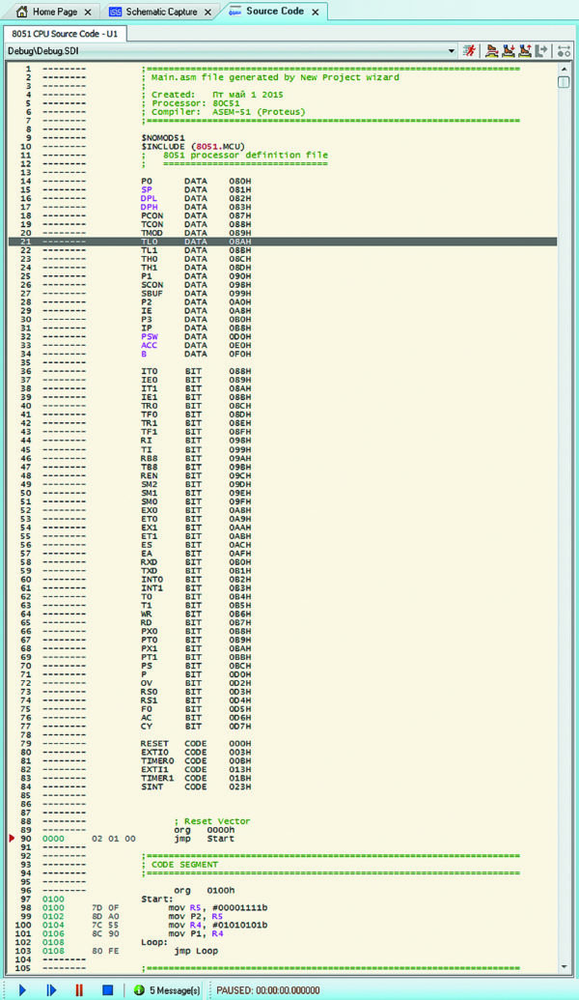 Home Page × ISIS Schematic Capture × Source Code ×
8051 CPU Source Code - U1
Debug\Debug.SDI
1 -------- ;====================================================================
2 -------- ; Main.asm file generated by New Project wizard
3 -------- ;
4 -------- ; Created:   Пт май 1 2015
5 -------- ; Processor: 80C51
6 -------- ; Compiler:  ASEM-51 (Proteus)
7 -------- ;====================================================================
8 --------
9 -------- $NOMOD51
10 -------- $INCLUDE (8051.MCU)
11 -------- ;   8051 processor definition file
12 -------- ;   ==============================
13 --------
14 -------- P0 DATA 080H
15 -------- SP DATA 081H
16 -------- DPL DATA 082H
17 -------- DPH DATA 083H
18 -------- PCON DATA 087H
19 -------- TCON DATA 088H
20 -------- TMOD DATA 089H
21 -------- TL0 DATA 08AH
22 -------- TL1 DATA 08BH
23 -------- TH0 DATA 08CH
24 -------- TH1 DATA 08DH
25 -------- P1 DATA 090H
26 -------- SCON DATA 098H
27 -------- SBUF DATA 099H
28 -------- P2 DATA 0A0H
29 -------- IE DATA 0A8H
30 -------- P3 DATA 0B0H
31 -------- IP DATA 0B8H
32 -------- PSW DATA 0D0H
33 -------- ACC DATA 0E0H
34 -------- B DATA 0F0H
35 --------
36 -------- IT0 BIT 088H
37 -------- IE0 BIT 089H
38 -------- IT1 BIT 08AH
39 -------- IE1 BIT 08BH
40 -------- TR0 BIT 08CH
41 -------- TF0 BIT 08DH
42 -------- TR1 BIT 08EH
43 -------- TF1 BIT 08FH
44 -------- RI BIT 098H
45 -------- TI BIT 099H
46 -------- RB8 BIT 09AH
47 -------- TB8 BIT 09BH
48 -------- REN BIT 09CH
49 -------- SM2 BIT 09DH
50 -------- SM1 BIT 09EH
51 -------- SM0 BIT 09FH
52 -------- EX0 BIT 0A8H
53 -------- ET0 BIT 0A9H
54 -------- EX1 BIT 0AAH
55 -------- ET1 BIT 0ABH
56 -------- ES BIT 0ACH
57 -------- EA BIT 0AFH
58 -------- RXD BIT 0B0H
59 -------- TXD BIT 0B1H
60 -------- INT0 BIT 0B2H
61 -------- INT1 BIT 0B3H
62 -------- T0 BIT 0B4H
63 -------- T1 BIT 0B5H
64 -------- WR BIT 0B6H
65 -------- RD BIT 0B7H
66 -------- PX0 BIT 0B8H
67 -------- PT0 BIT 0B9H
68 -------- PX1 BIT 0BAH
69 -------- PT1 BIT 0BBH
70 -------- PS BIT 0BCH
71 -------- P BIT 0D0H
72 -------- OV BIT 0D2H
73 -------- RS0 BIT 0D3H
74 -------- RS1 BIT 0D4H
75 -------- F0 BIT 0D5H
76 -------- AC BIT 0D6H
77 -------- CY BIT 0D7H
78 --------
79 -------- RESET CODE 000H
80 -------- EXTI0 CODE 003H
81 -------- TIMER0 CODE 00BH
82 -------- EXTI1 CODE 013H
83 -------- TIMER1 CODE 01BH
84 -------- SINT CODE 023H
85 --------
86 --------
87 --------
88 -------- ; Reset Vector
89 -------- org 0000h
90 0000 02 01 00 jmp Start
91 --------
92 -------- ;====================================================================
93 -------- ; CODE SEGMENT
94 -------- ;====================================================================
95 --------
96 -------- org 0100h
97 0100 Start:
98 0100 7D 0F mov R5, #00001111b
99 0102 8D A0 mov P2, R5
100 0104 7C 55 mov R4, #01010101b
101 0106 8C 90 mov P1, R4
102 0108 Loop:
103 0108 80 FE jmp Loop
104 --------
105 -------- ;====================================================================
5 Message(s) PAUSED: 00:00:00.000000